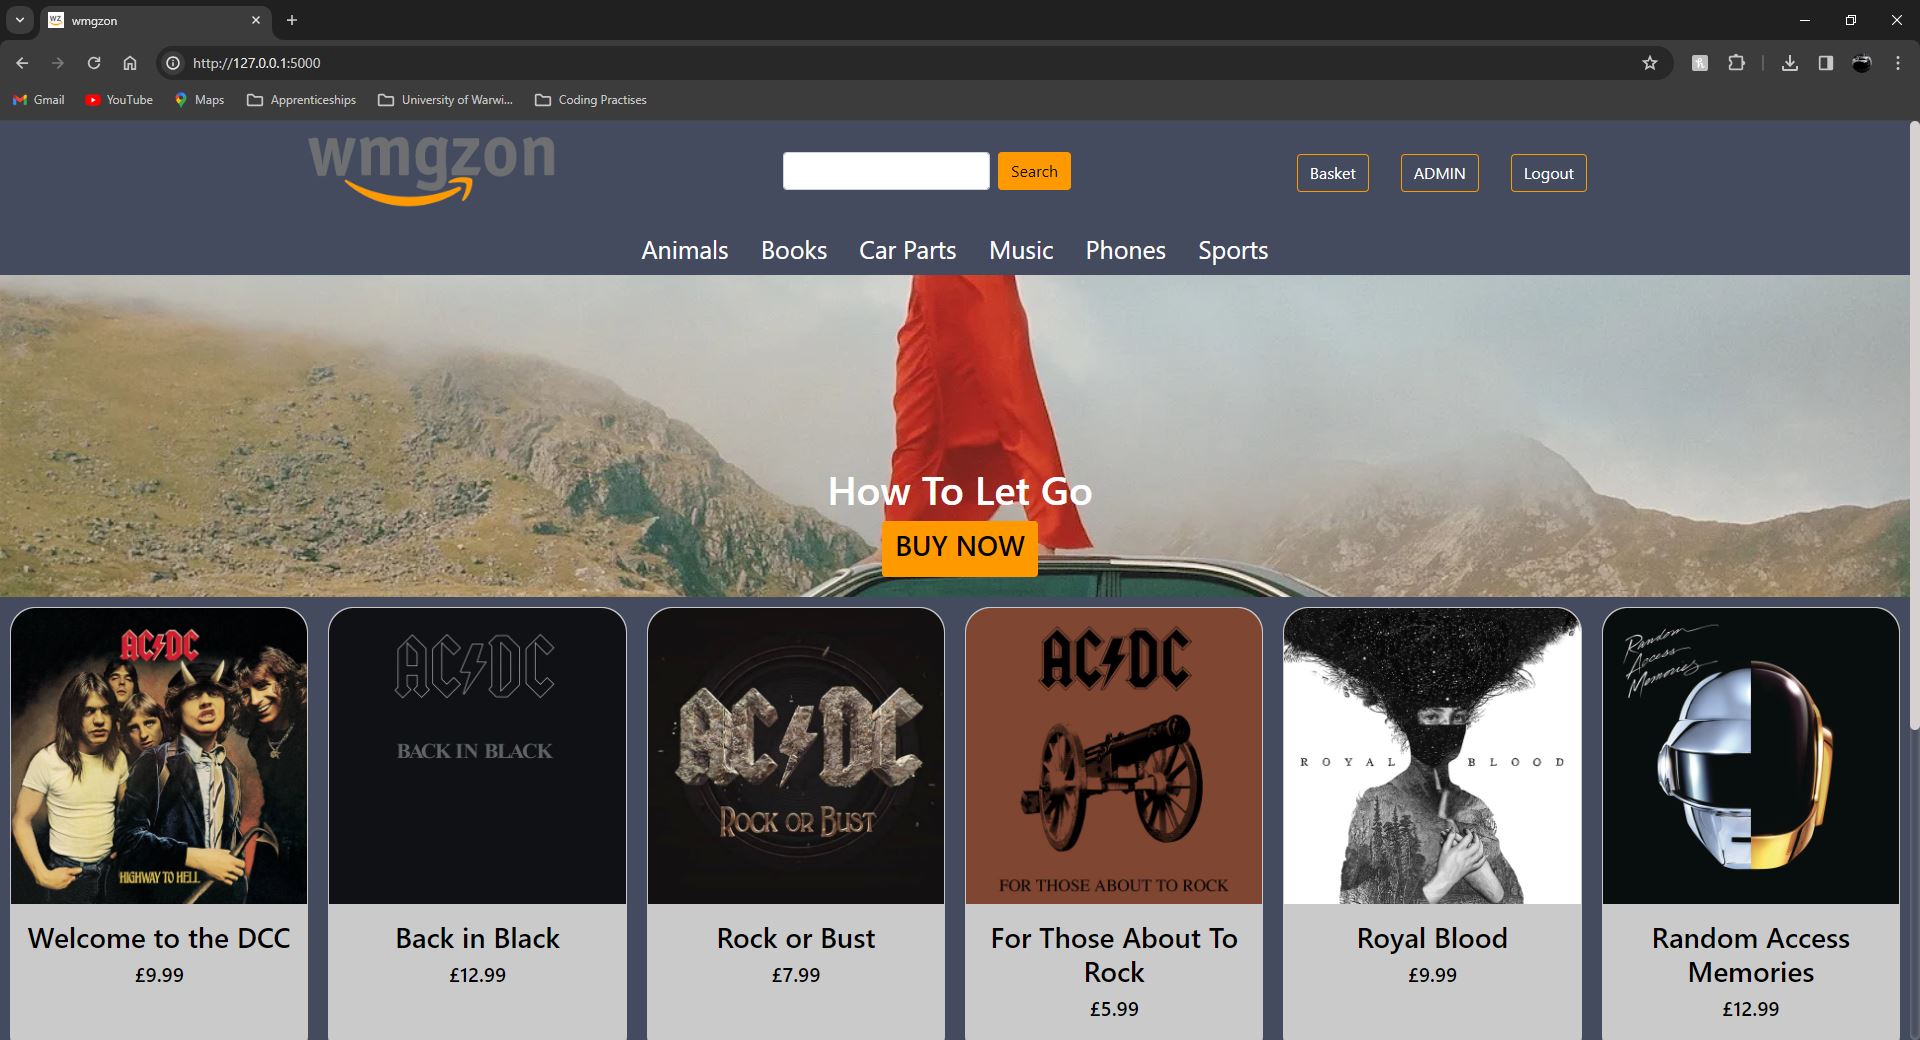 wmgzon
http://127.0.0.1:5000
Gmail
YouTube
Maps
Apprenticeships
University of Warwi...
Coding Practises
wmgzon
Search
Basket
ADMIN
Logout
Animals
Books
Car Parts
Music
Phones
Sports
How To Let Go
BUY NOW
AC DC
HIGHWAY TO HELL
Welcome to the DCC
£9.99
AC DC
BACK IN BLACK
Back in Black
£12.99
AC DC
ROCK OR BUST
Rock or Bust
£7.99
AC DC
FOR THOSE ABOUT TO ROCK
For Those About To
Rock
£5.99
ROYAL BLOOD
Royal Blood
£9.99
Random
Access
Memories
Random Access
Memories
£12.99